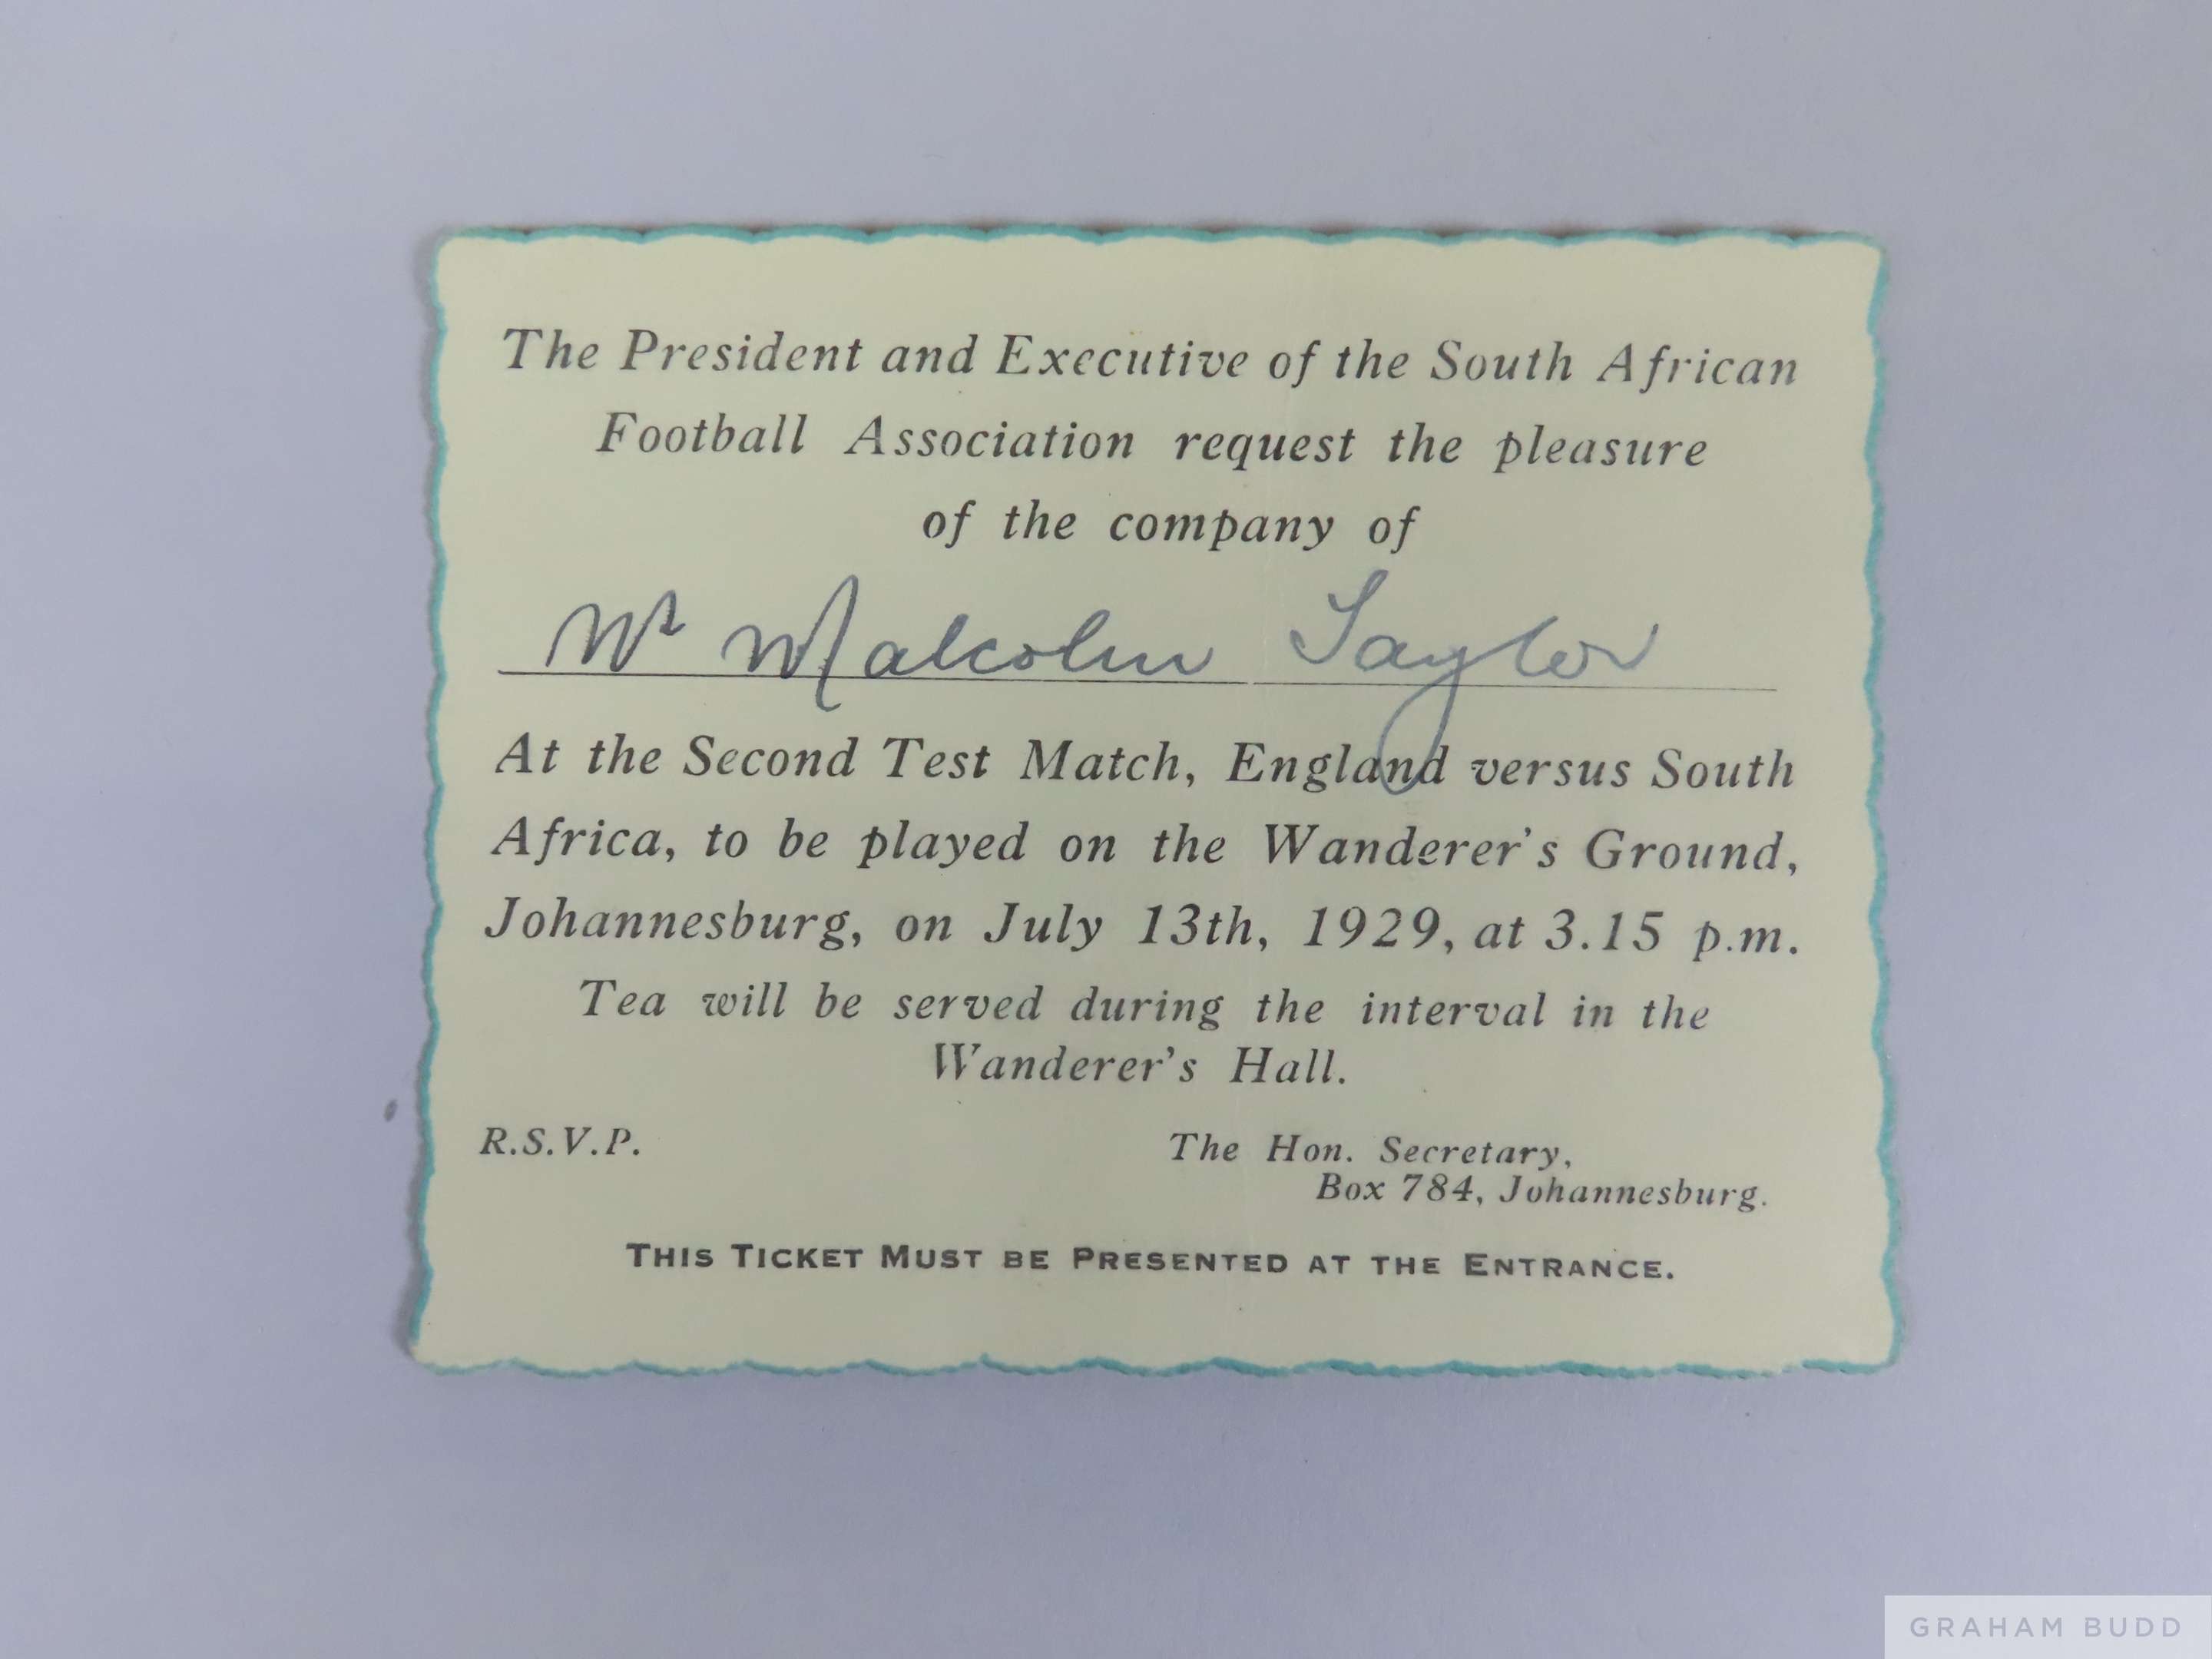 The President and Executive of the South African
Football Association request the pleasure
of the company of
Mr Malcolm Taylor
At the Second Test Match, England versus South
Africa, to be played on the Wanderer's Ground,
Johannesburg, on July 13th, 1929, at 3.15 p.m.
Tea will be served during the interval in the
Wanderer's Hall.
R.S.V.P. The Hon. Secretary,
Box 784, Johannesburg.
THIS TICKET MUST BE PRESENTED AT THE ENTRANCE.
GRAHAM BUDD